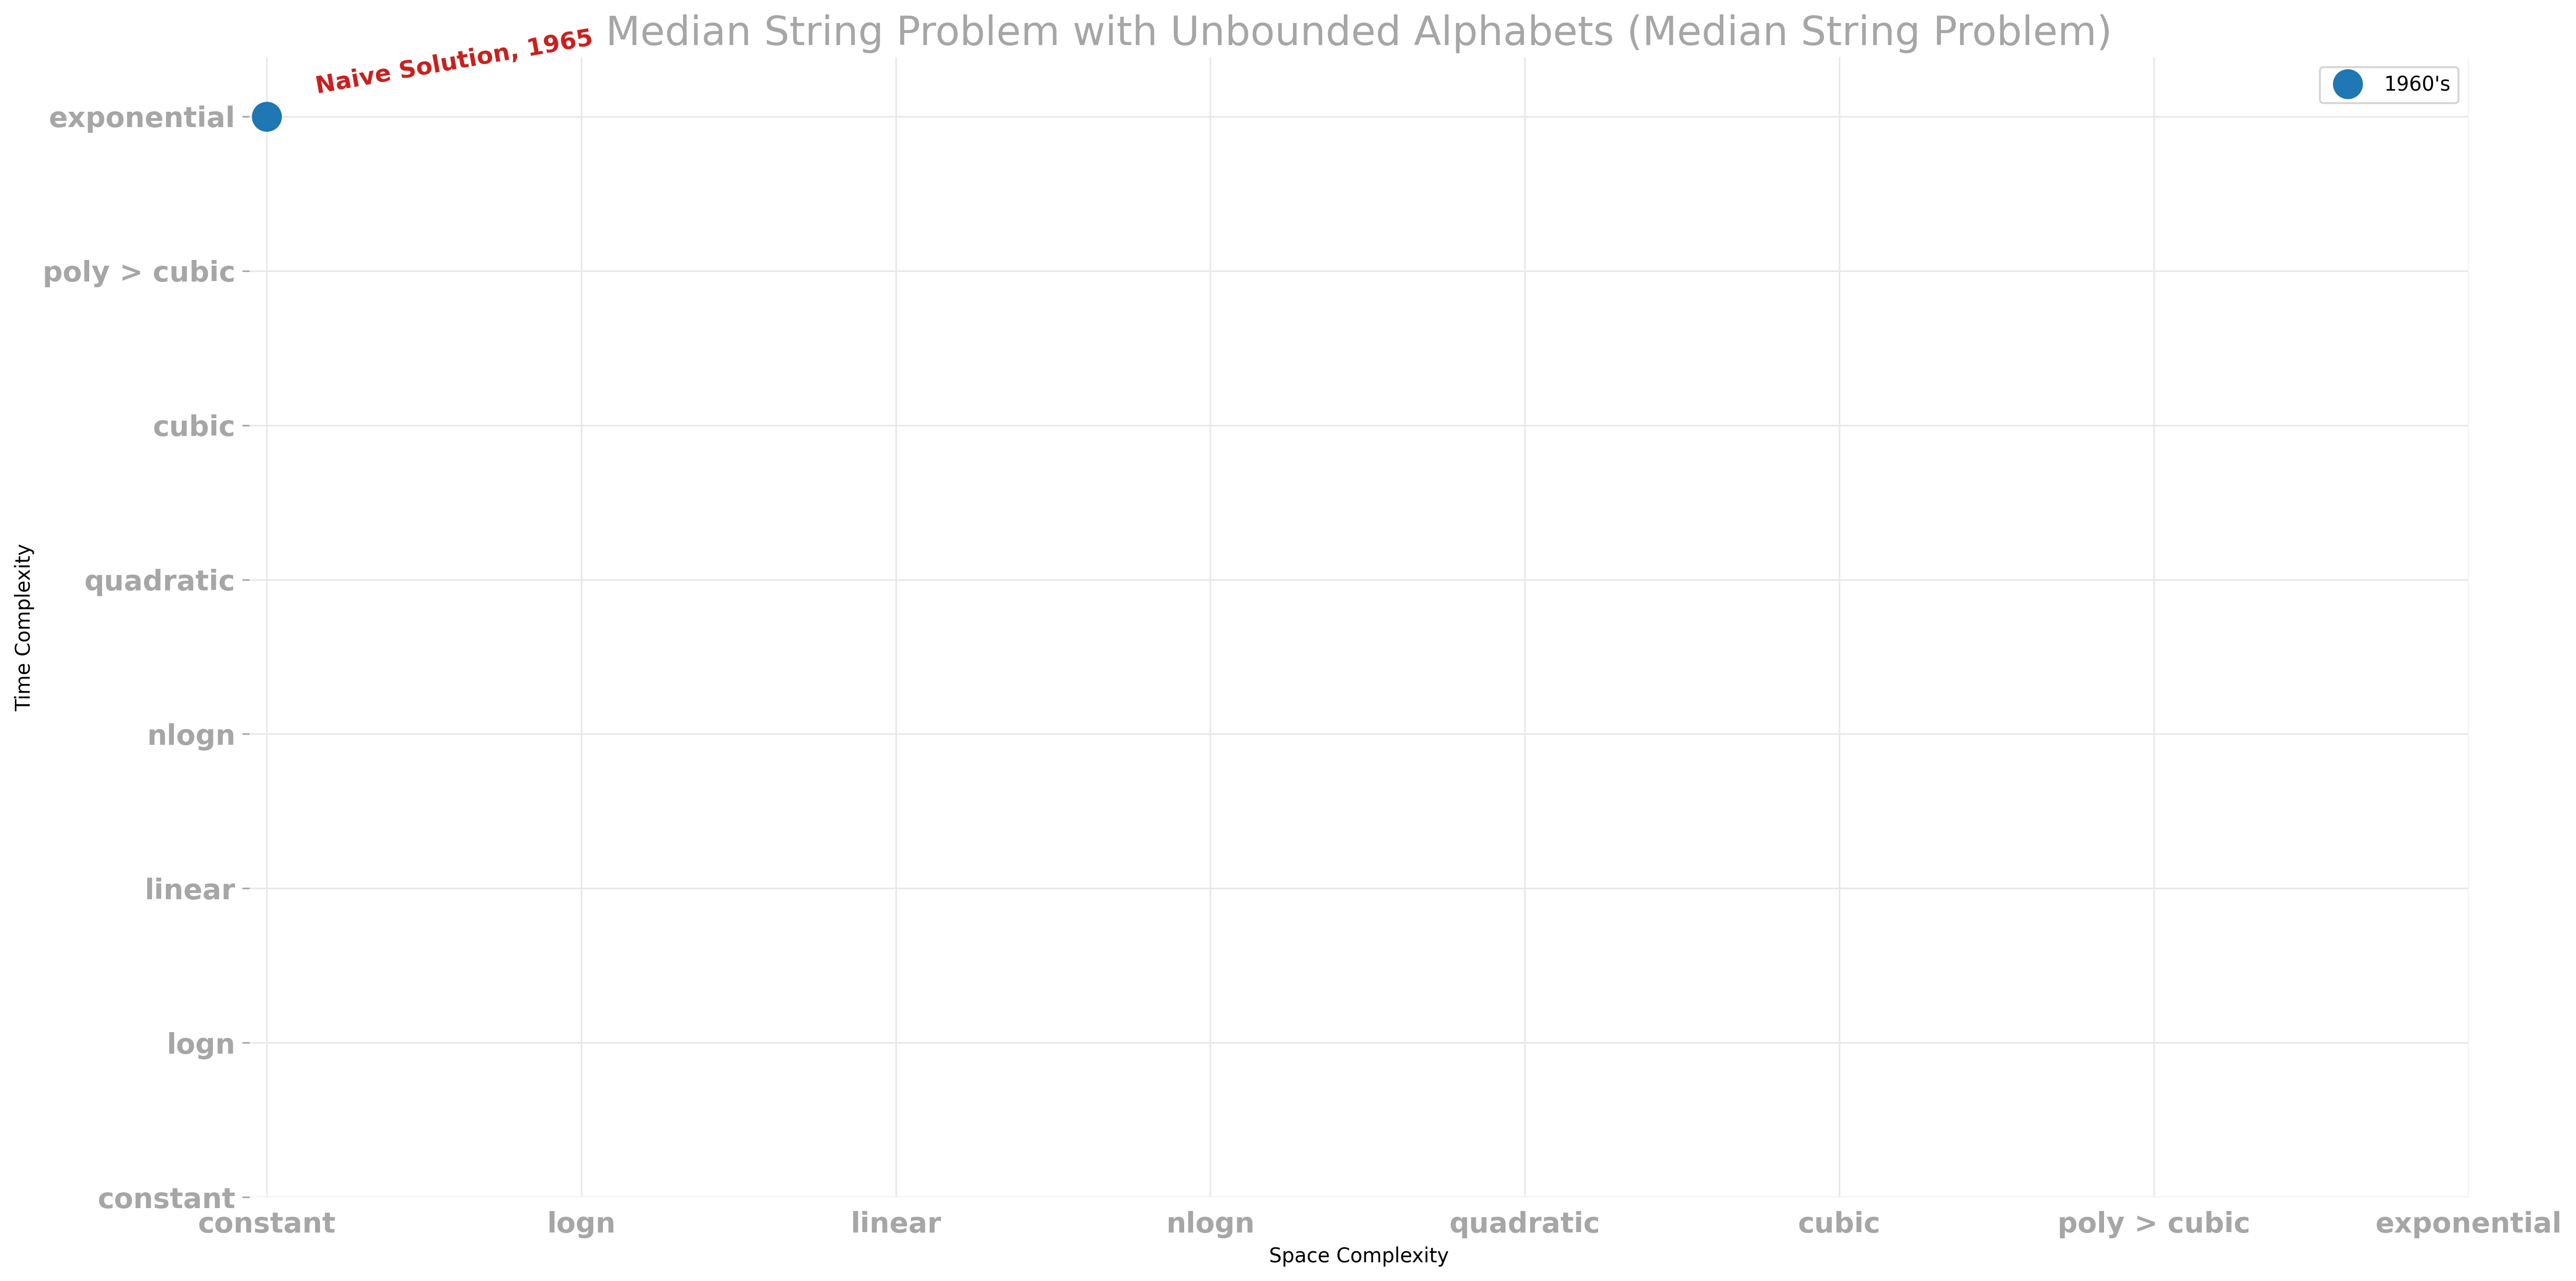 Median String Problem with Unbounded Alphabets (Median String Problem)
Naive Solution, 1965
1960's
exponential
poly > cubic
cubic
quadratic
nlogn
linear
logn
constant
Time Complexity
constant logn linear nlogn quadratic cubic poly > cubic exponential
Space Complexity